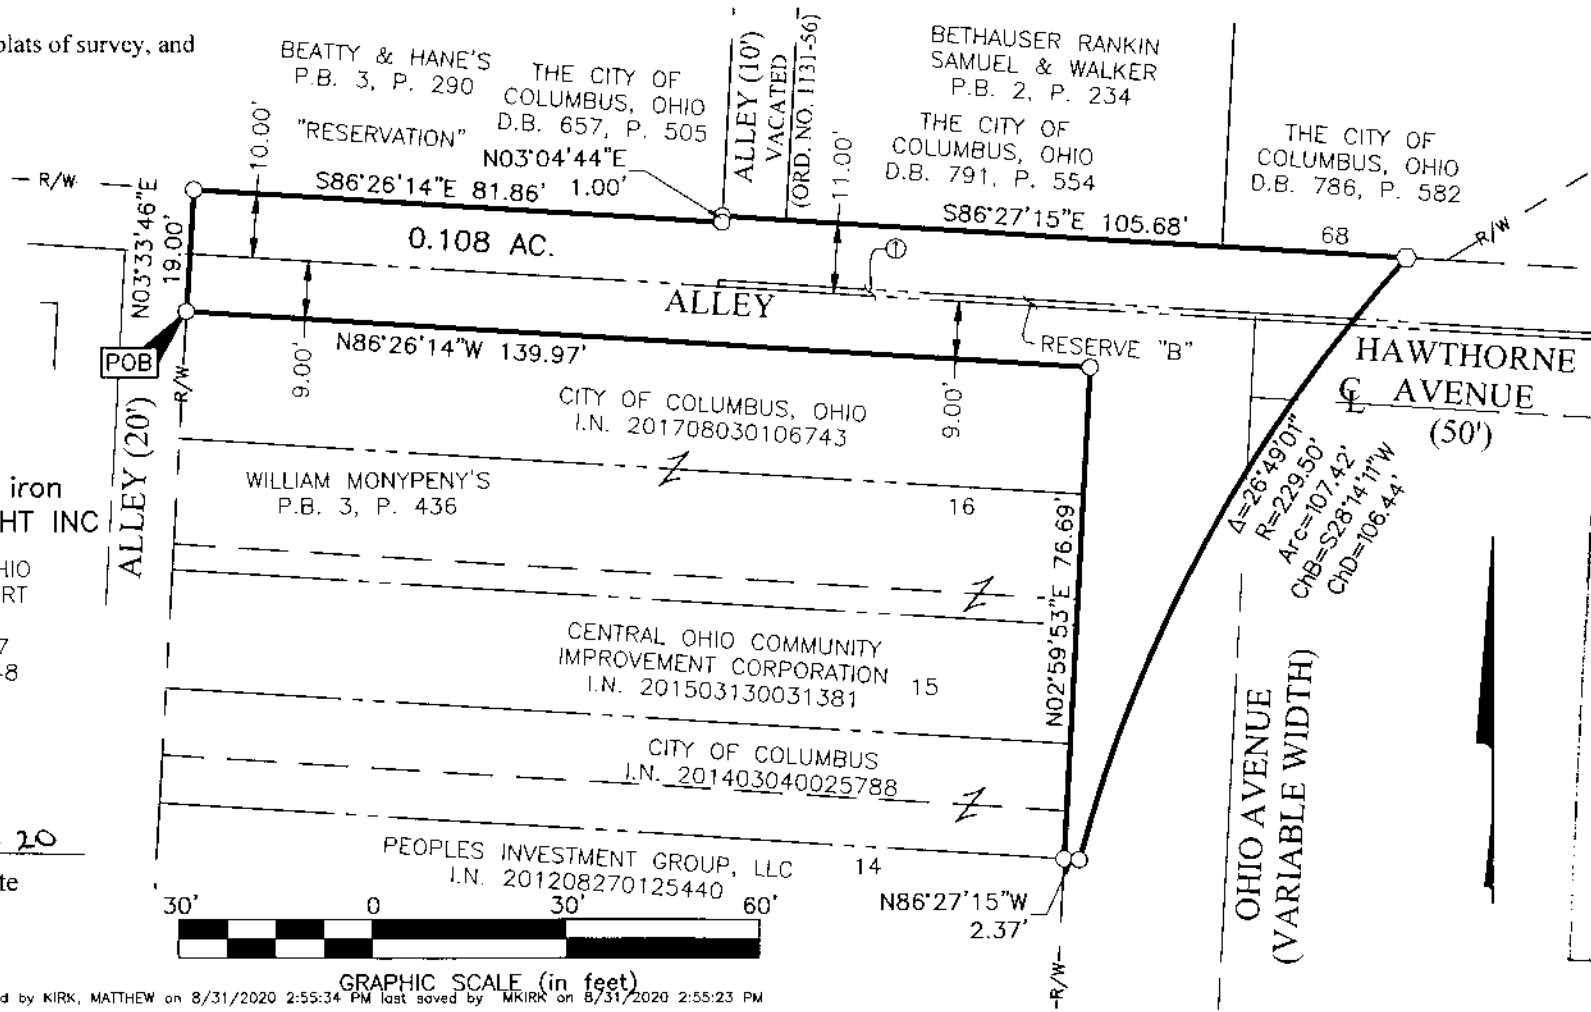 plats of survey, and
BEATTY & HANE'S
P.B. 3, P. 290
THE CITY OF
COLUMBUS, OHIO
D.B. 657, P. 505
"RESERVATION"
ALLEY (10')
VACATED
(ORD. NO. 1131-56)
BETHAUSER RANKIN
SAMUEL & WALKER
P.B. 2, P. 234
THE CITY OF
COLUMBUS, OHIO
D.B. 791, P. 554
THE CITY OF
COLUMBUS, OHIO
D.B. 786, P. 582
R/W
N03°33'46"E
19.00'
10.00'
S86°26'14"E 81.86'
N03°04'44"E
1.00'
11.00'
S86°27'15"E 105.68'
68
R/W
0.108 AC.
1
ALLEY
RESERVE "B"
POB
R/W
N86°26'14"W 139.97'
9.00'
9.00'
HAWTHORNE
℄ AVENUE
(50')
CITY OF COLUMBUS, OHIO
I.N. 201708030106743
Δ=26°49'01"
R=229.50'
Arc=107.42'
ChB=S28°14'11"W
ChD=106.44'
ALLEY (20')
WILLIAM MONYPENY'S
P.B. 3, P. 436
16
N02°59'53"E 76.69'
iron
HT INC
HIO
RT
7
8
CENTRAL OHIO COMMUNITY
IMPROVEMENT CORPORATION
I.N. 201503130031381
15
CITY OF COLUMBUS
I.N. 201403040025788
OHIO AVENUE
(VARIABLE WIDTH)
20
te
PEOPLES INVESTMENT GROUP, LLC
I.N. 201208270125440
14
N86°27'15"W
2.37'
R/W
30' 0 30' 60'
GRAPHIC SCALE (in feet)
d by KIRK, MATTHEW on 8/31/2020 2:55:34 PM last saved by MKIRK on 8/31/2020 2:55:23 PM